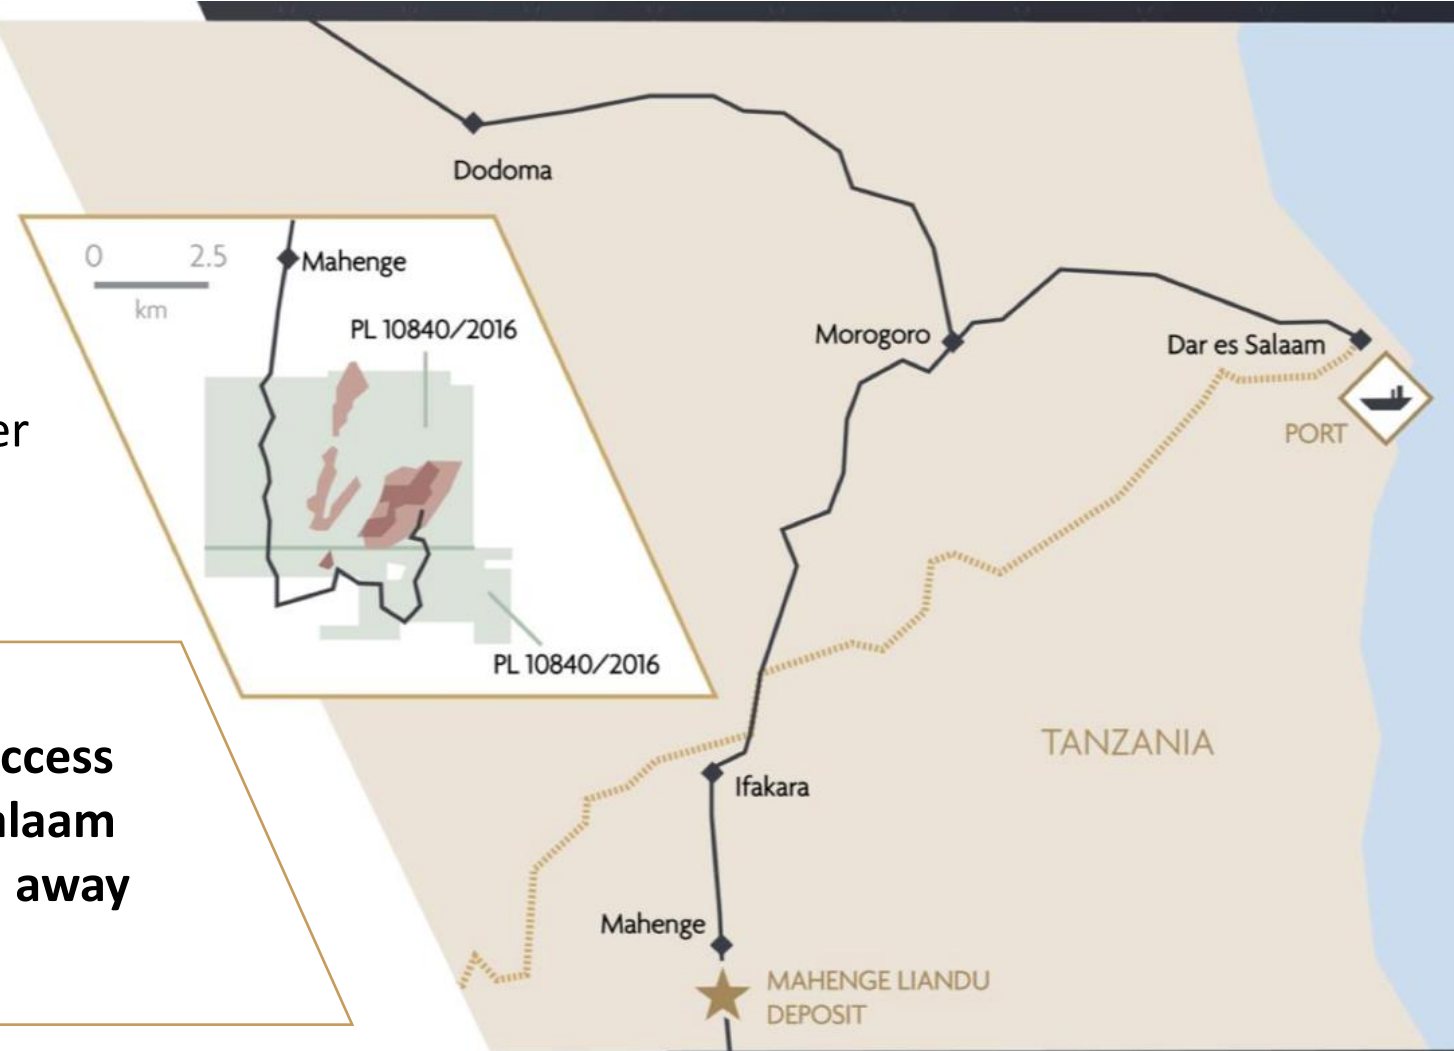 Dodoma
0 2.5
km
Mahenge
PL 10840/2016
Morogoro
Dar es Salaam
PORT
er
PL 10840/2016
ccess
alaam
away
TANZANIA
Ifakara
Mahenge
MAHENGE LIANDU
DEPOSIT